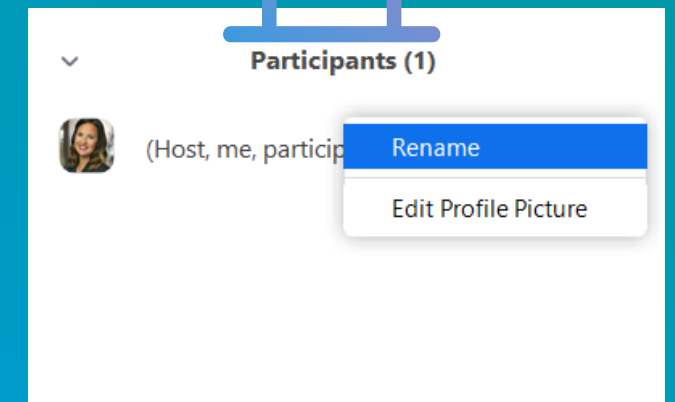 Participants (1)
(Host, me, particip
Rename
Edit Profile Picture